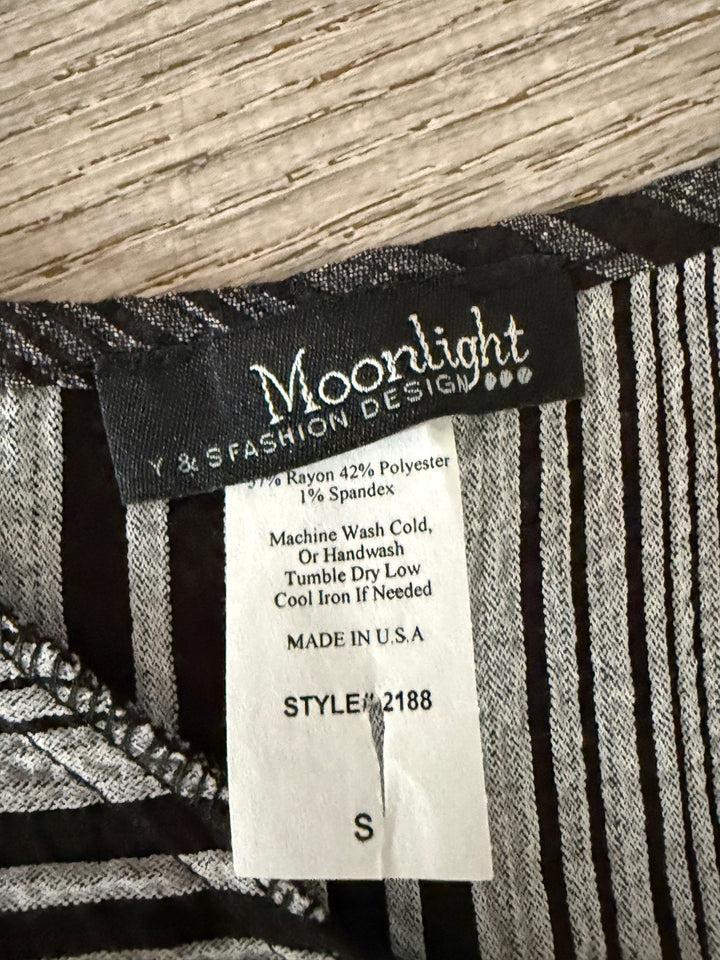 Moonlight
Y & S FASHION DESIGN
Rayon 42% Polyester
1% Spandex
Machine Wash Cold,
Or Handwash
Tumble Dry Low
Cool Iron If Needed
MADE IN U.S.A
STYLE# 2188
S